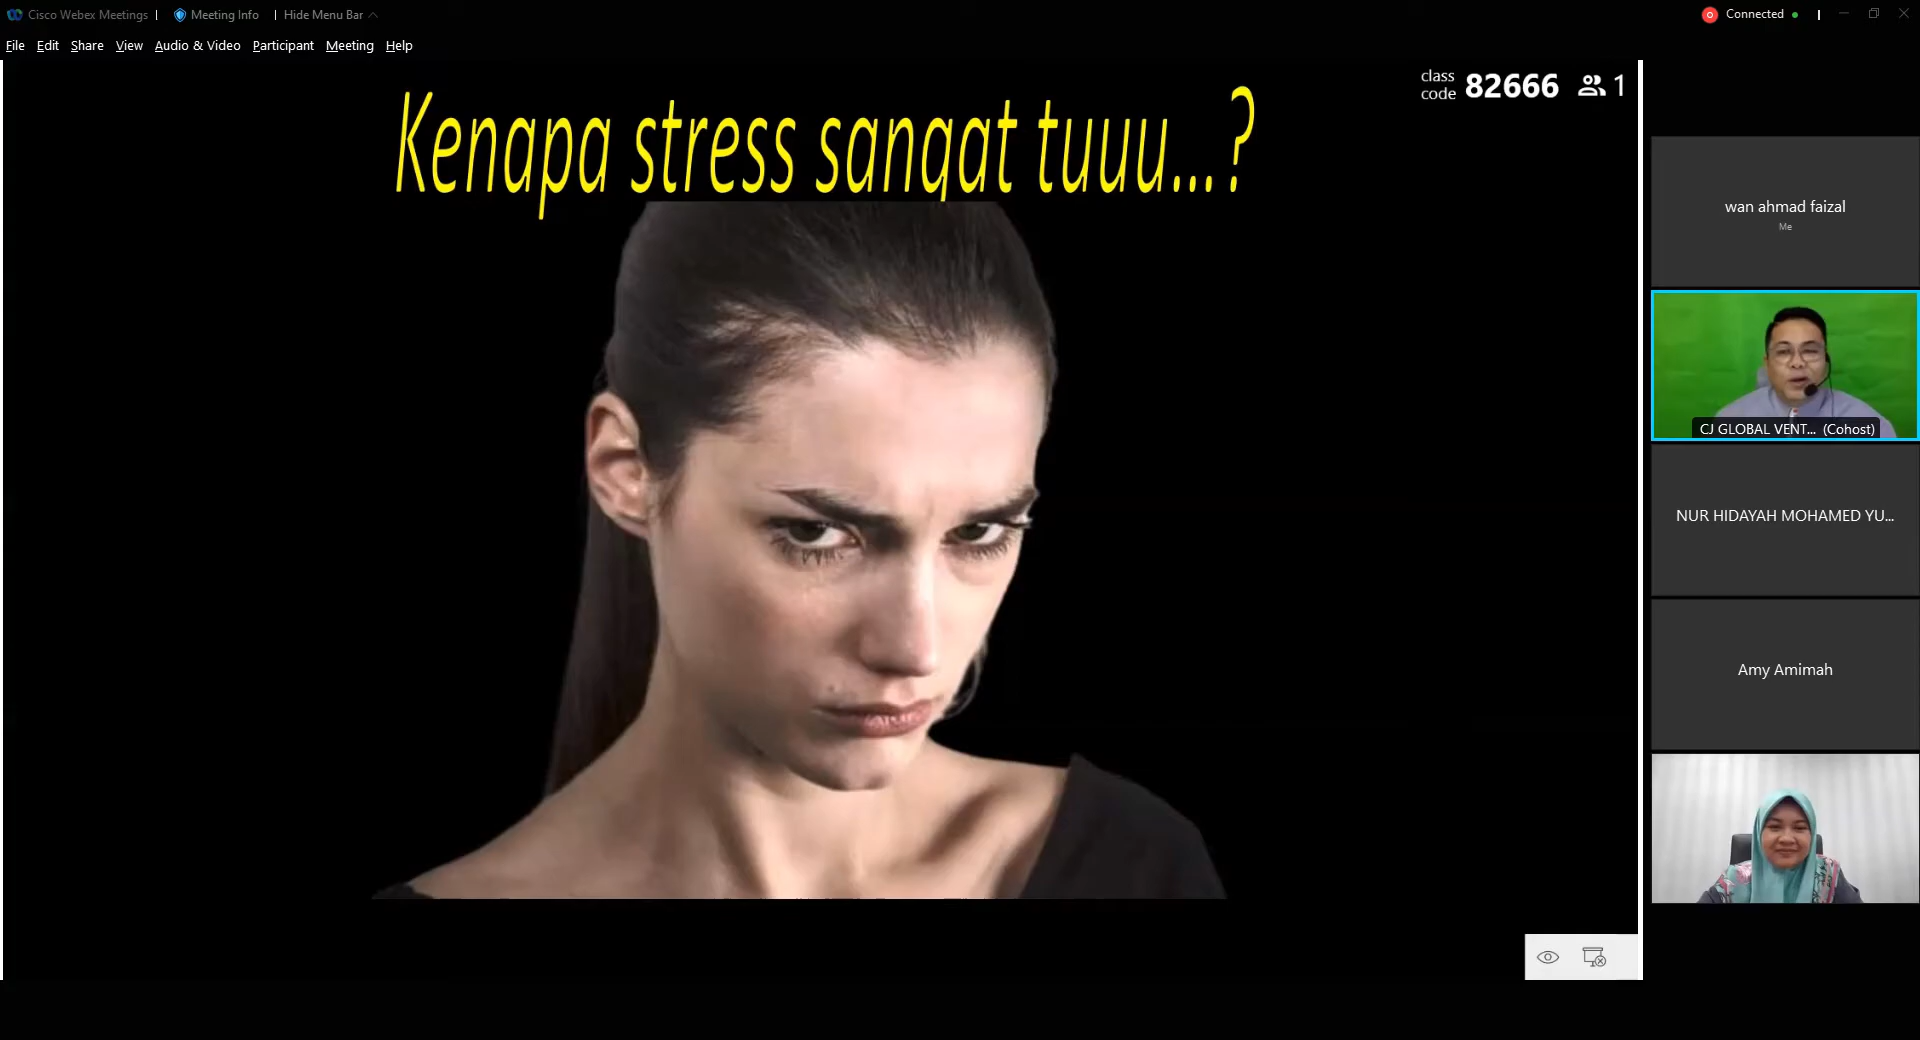 Cisco Webex Meetings | Meeting Info | Hide Menu Bar
Connected
File Edit Share View Audio & Video Participant Meeting Help
class code 82666 1
Kenapa stress sangat tuuu...?
wan ahmad faizal
Me
CJ GLOBAL VENT... (Cohost)
NUR HIDAYAH MOHAMED YU...
Amy Amimah